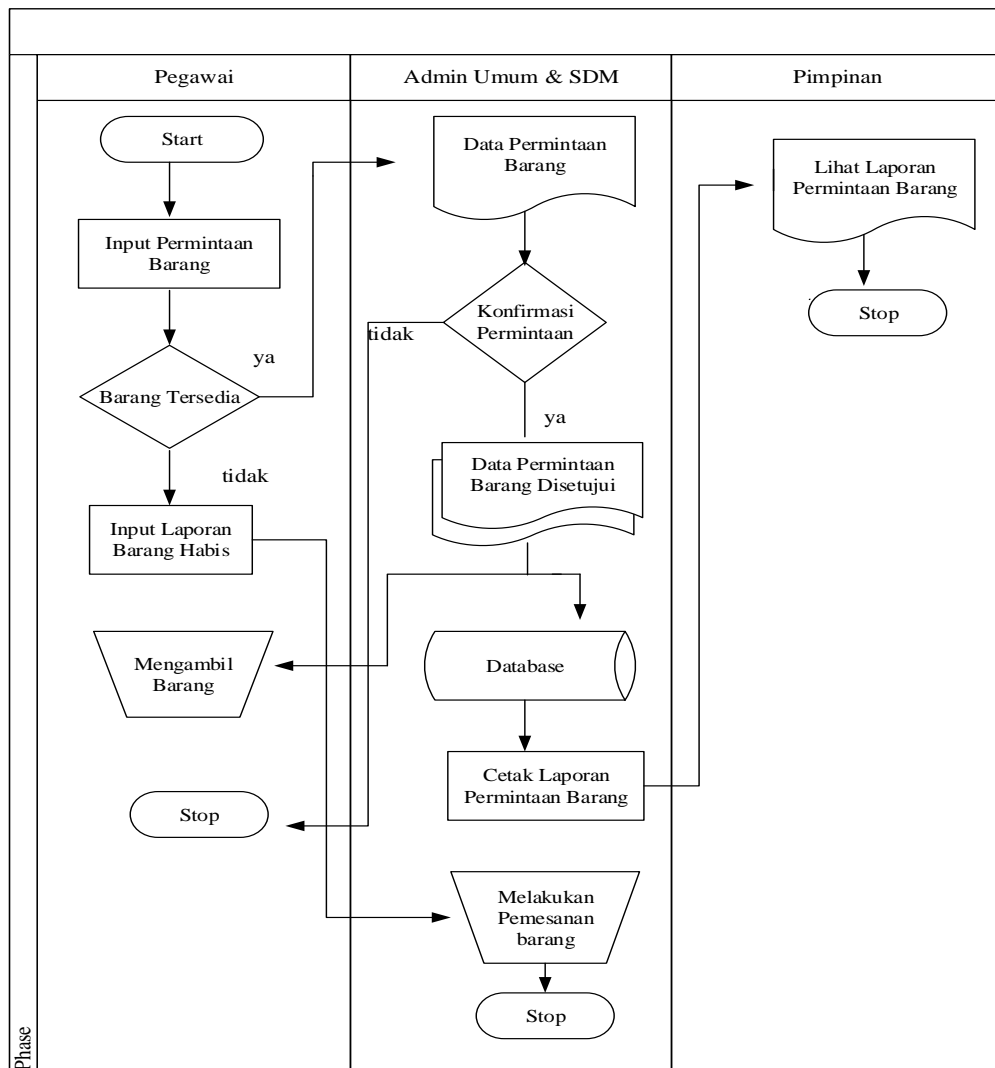 Pegawai
Admin Umum & SDM
Pimpinan
Start
Input Permintaan
Barang
ya
Barang Tersedia
tidak
Input Laporan
Barang Habis
Mengambil
Barang
Stop
Data Permintaan
Barang
Konfirmasi
Permintaan
tidak
ya
Data Permintaan
Barang Disetujui
Database
Cetak Laporan
Permintaan Barang
Melakukan
Pemesanan
barang
Stop
Lihat Laporan
Permintaan Barang
Stop
Phase